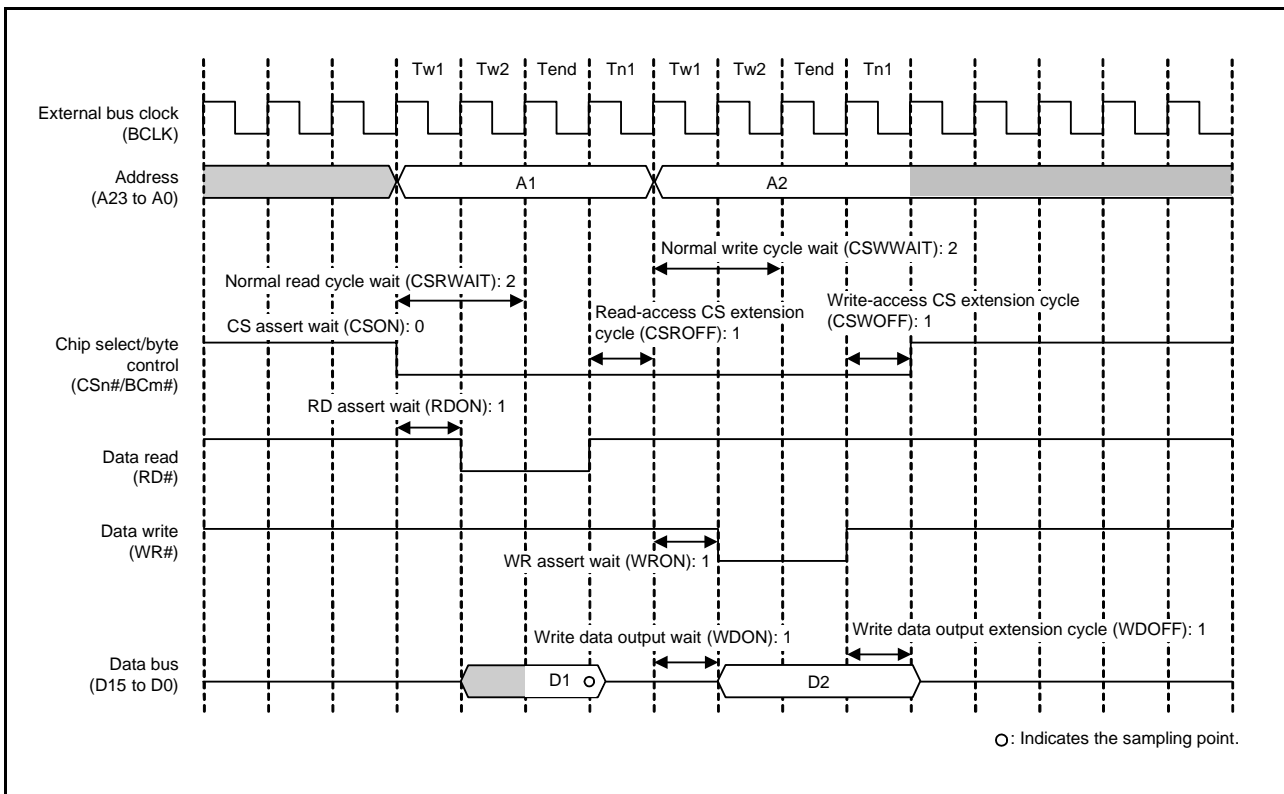 Tw1 Tw2 Tend Tn1 Tw1 Tw2 Tend Tn1
External bus clock
(BCLK)
Address
(A23 to A0)
A1
A2
Normal write cycle wait (CSWWAIT): 2
Normal read cycle wait (CSRWAIT): 2
Read-access CS extension
cycle (CSROFF): 1
Write-access CS extension cycle
(CSWOFF): 1
CS assert wait (CSON): 0
Chip select/byte
control
(CSn#/BCm#)
RD assert wait (RDON): 1
Data read
(RD#)
Data write
(WR#)
WR assert wait (WRON): 1
Write data output wait (WDON): 1
Write data output extension cycle (WDOFF): 1
Data bus
(D15 to D0)
D1
D2
: Indicates the sampling point.